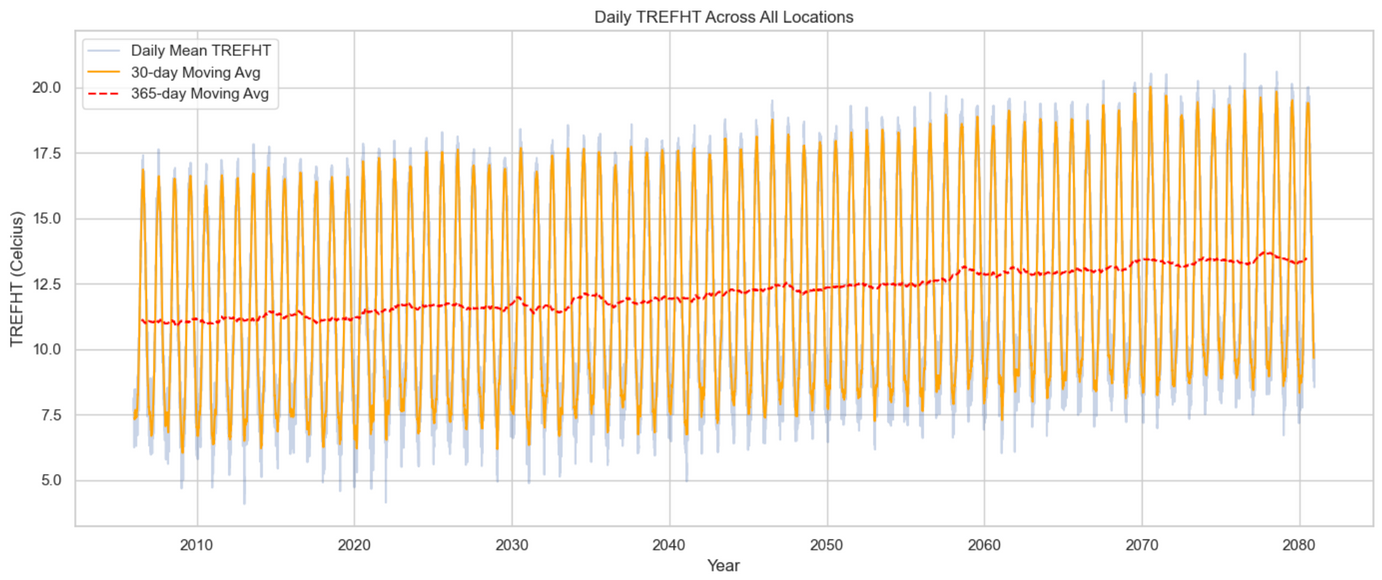 Daily TREFHT Across All Locations
Daily Mean TREFHT
30-day Moving Avg
365-day Moving Avg
TREFHT (Celcius)
20.0
17.5
15.0
12.5
10.0
7.5
5.0
2010 2020 2030 2040 2050 2060 2070 2080
Year